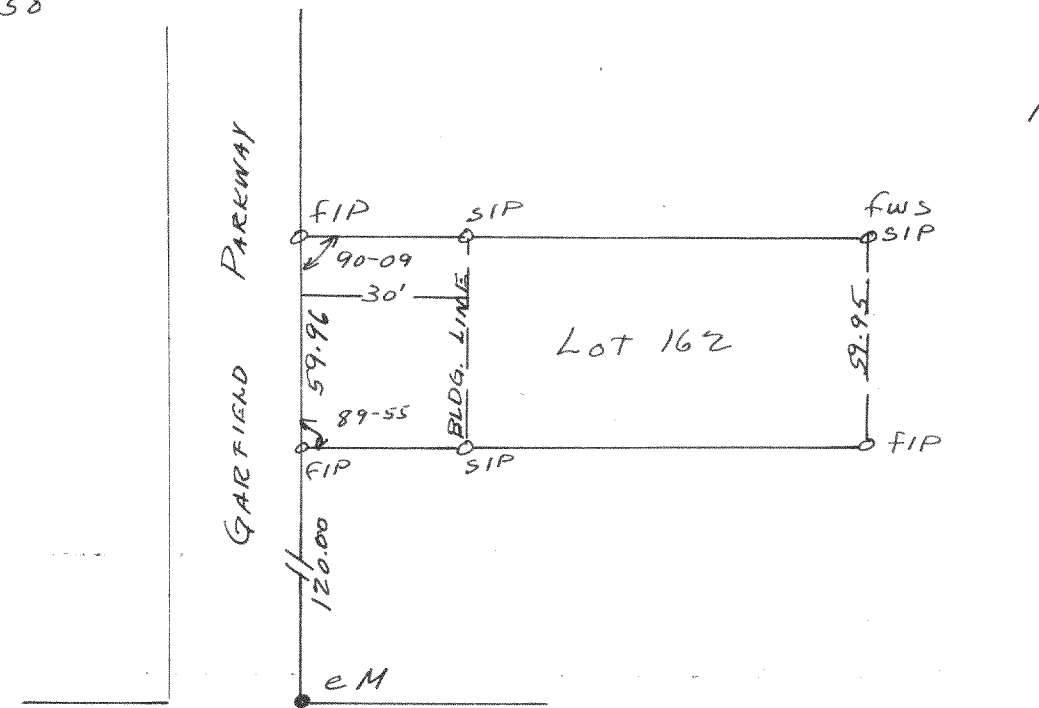 50
GARFIELD PARKWAY
fIP
SIP
fws
SIP
90-09
30'
59.96
BLDG. LINE
Lot 162
59.95
89-55
fIP
SIP
fIP
120.00
eM